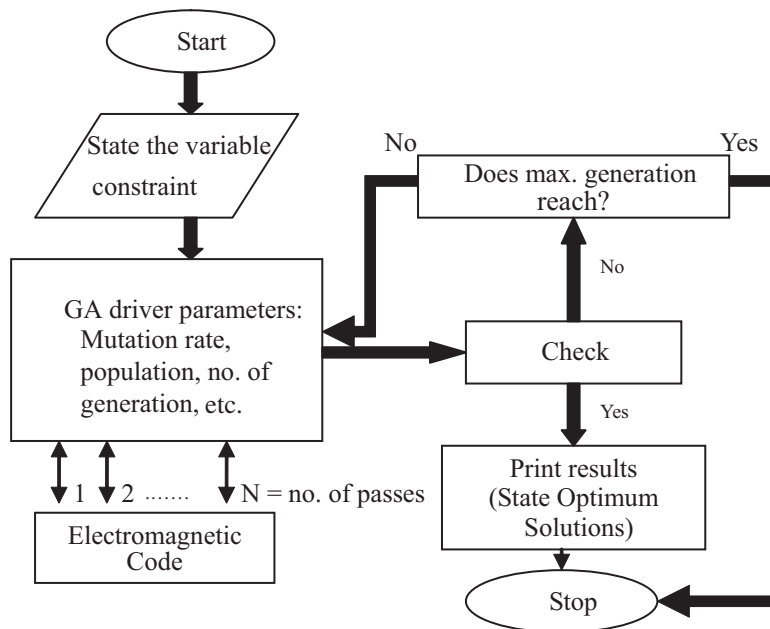 Start
State the variable
constraint
GA driver parameters:
Mutation rate,
population, no. of
generation, etc.
1 2 ....... N = no. of passes
Electromagnetic
Code
No
Yes
Does max. generation
reach?
No
Check
Yes
Print results
(State Optimum
Solutions)
Stop